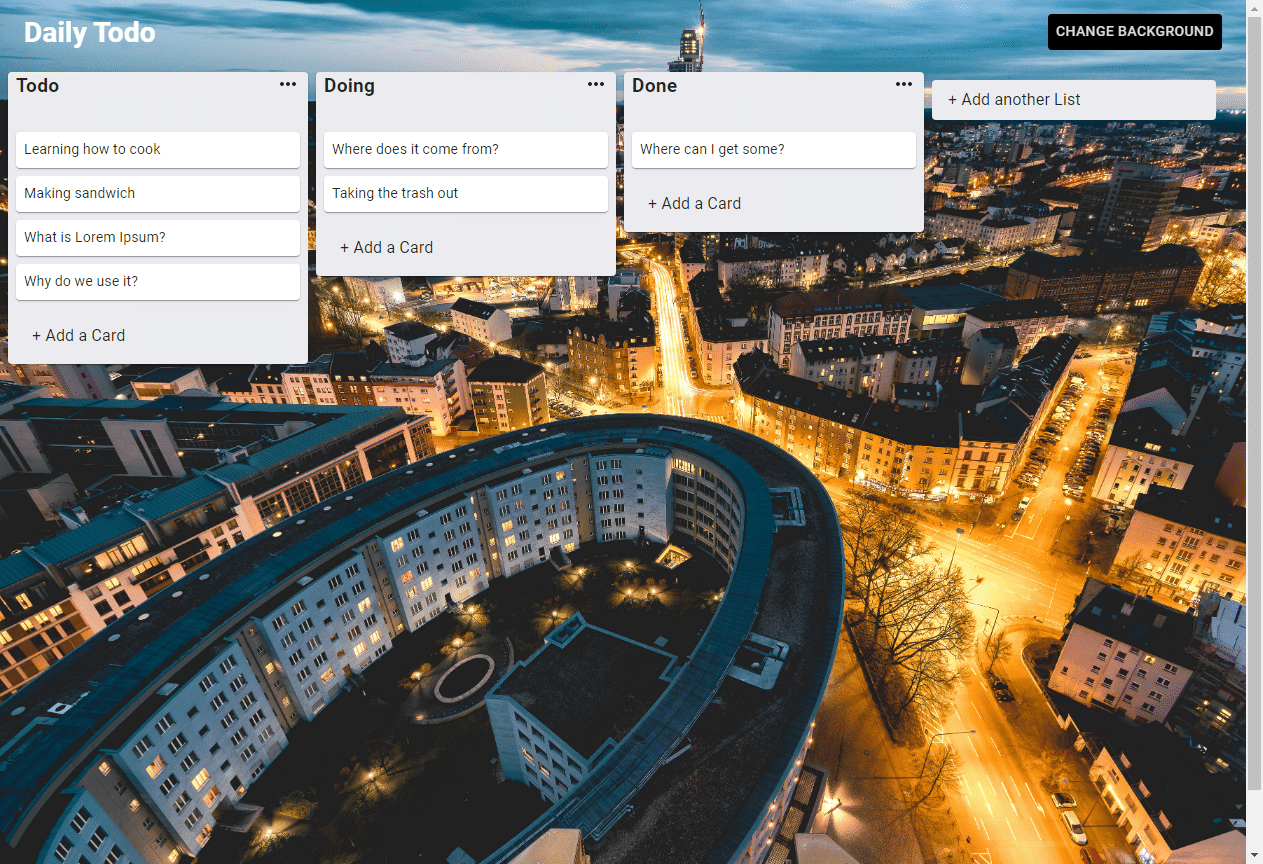 Daily Todo
CHANGE BACKGROUND
Todo
Learning how to cook
Making sandwich
What is Lorem Ipsum?
Why do we use it?
+ Add a Card
Doing
Where does it come from?
Taking the trash out
+ Add a Card
Done
Where can I get some?
+ Add a Card
+ Add another List